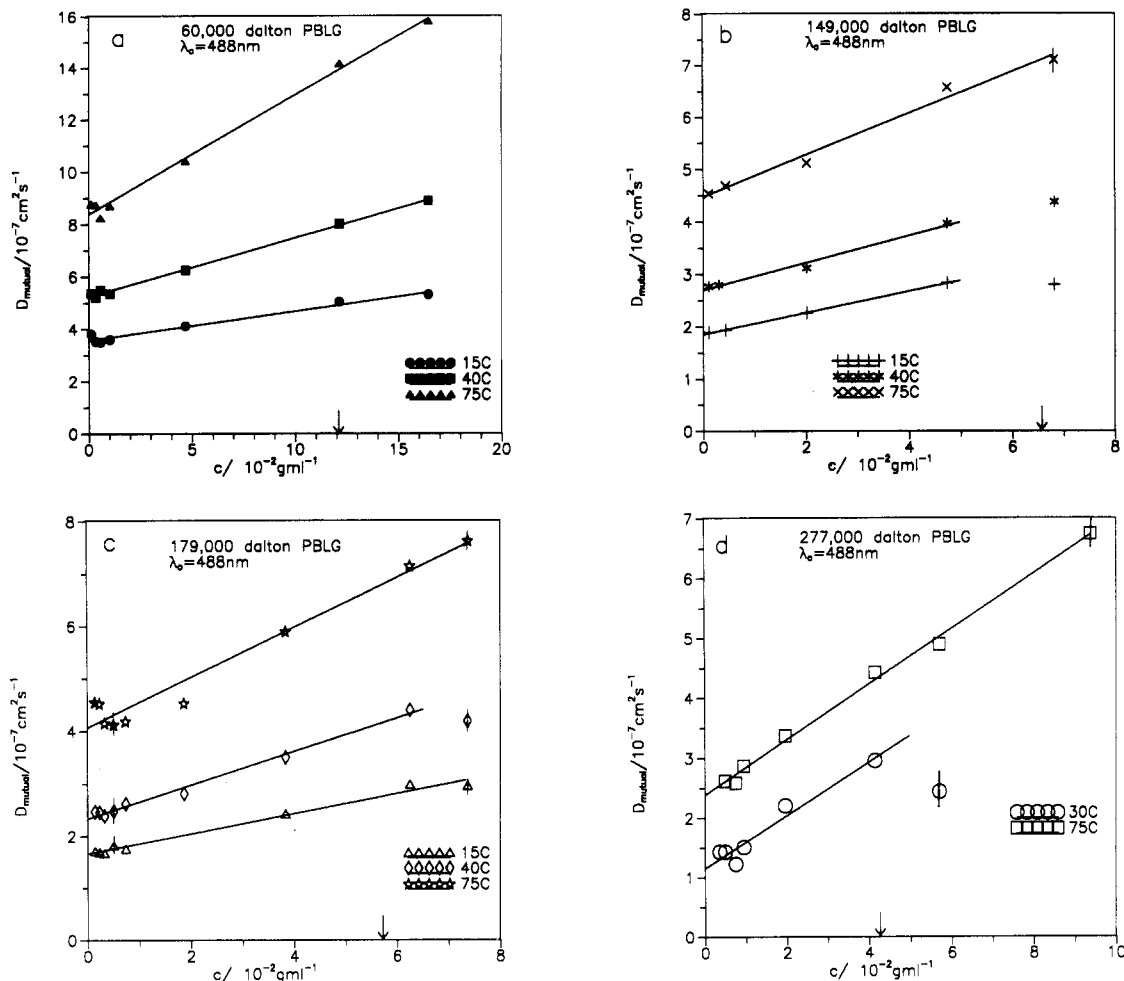 a
60,000 dalton PBLG
λo=488nm
16
14
12
10
8
6
4
2
0
Dmutual/10⁻⁷cm²s⁻¹
15C
40C
75C
0
5
10
15
20
c/ 10⁻²gml⁻¹
b
149,000 dalton PBLG
λo=488nm
8
7
6
5
4
3
2
1
0
Dmutual/10⁻⁷cm²s⁻¹
15C
40C
75C
0
2
4
6
8
c/ 10⁻²gml⁻¹
c
179,000 dalton PBLG
λo=488nm
8
6
4
2
0
Dmutual/10⁻⁷cm²s⁻¹
15C
40C
75C
0
2
4
6
8
c/ 10⁻²gml⁻¹
d
277,000 dalton PBLG
λo=488nm
7
6
5
4
3
2
1
0
Dmutual/10⁻⁷cm²s⁻¹
30C
75C
0
2
4
6
8
10
c/ 10⁻²gml⁻¹